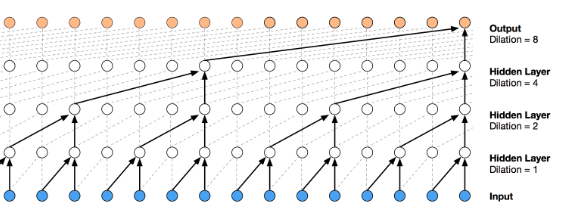 Output
Dilation = 8
Hidden Layer
Dilation = 4
Hidden Layer
Dilation = 2
Hidden Layer
Dilation = 1
Input